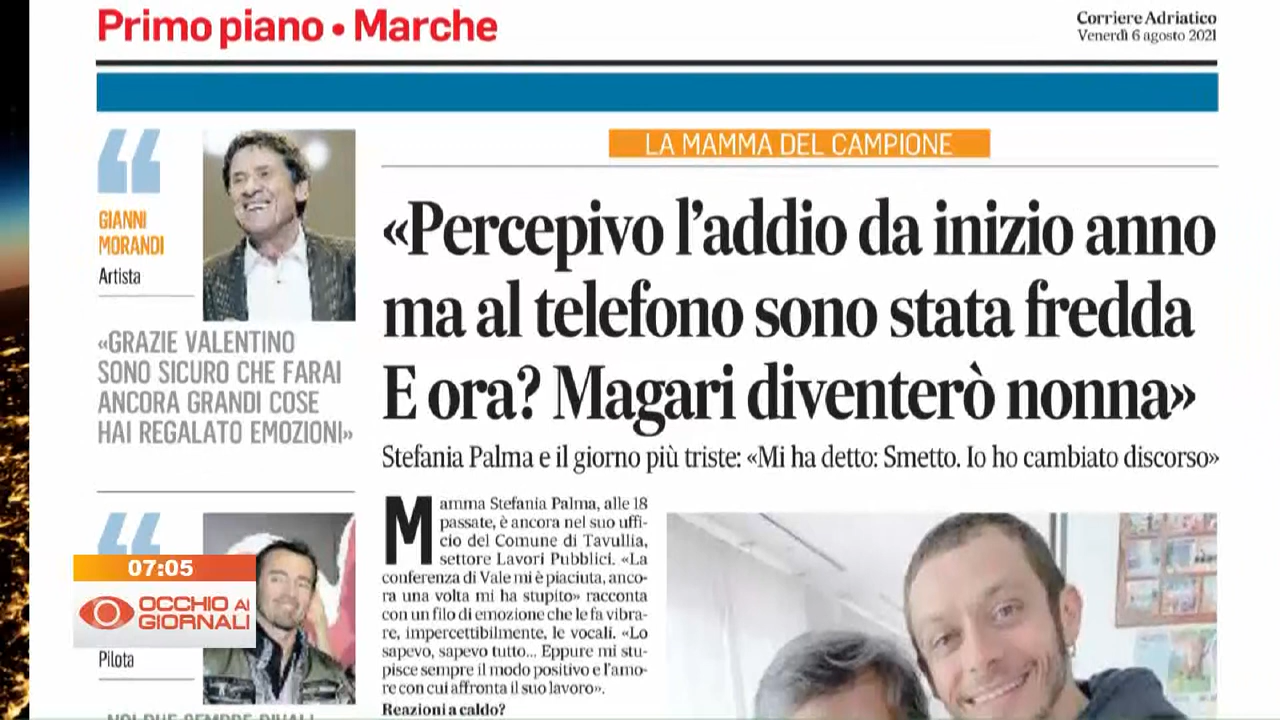 Primo piano • Marche
Corriere Adriatico
Venerdì 6 agosto 2021
GIANNI
MORANDI
Artista
«GRAZIE VALENTINO
SONO SICURO CHE FARAI
ANCORA GRANDI COSE
HAI REGALATO EMOZIONI»
LA MAMMA DEL CAMPIONE
«Percepivo l'addio da inizio anno
ma al telefono sono stata fredda
E ora? Magari diventerò nonna»
Stefania Palma e il giorno più triste: «Mi ha detto: Smetto. Io ho cambiato discorso»
Mamma Stefania Palma, alle 18
passate, è ancora nel suo uffi-
cio del Comune di Tavullia,
settore Lavori Pubblici. «La
conferenza di Vale mi è piaciuta, anco-
ra una volta mi ha stupito» racconta
con un filo di emozione che le fa vibra-
re, impercettibilmente, le vocali. «Lo
sapevo, sapevo tutto... Eppure mi stu-
pisce sempre il modo positivo e l'amo-
re con cui affronta il suo lavoro».
Reazioni a caldo?
07:05
OCCHIO AI
GIORNALI
Pilota